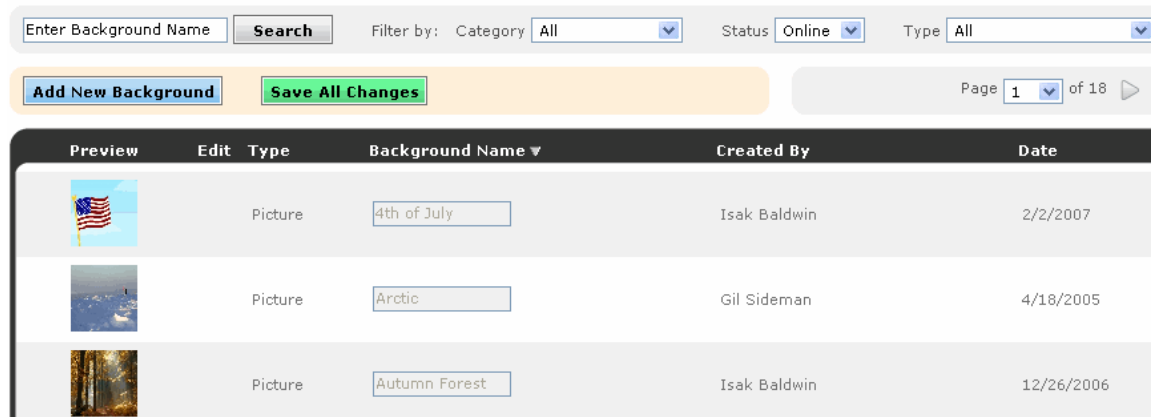 Enter Background Name Search Filter by: Category All Status Online Type All
Add New Background Save All Changes Page 1 of 18
Preview Edit Type Background Name Created By Date
Picture 4th of July Isak Baldwin 2/2/2007
Picture Arctic Gil Sideman 4/18/2005
Picture Autumn Forest Isak Baldwin 12/26/2006